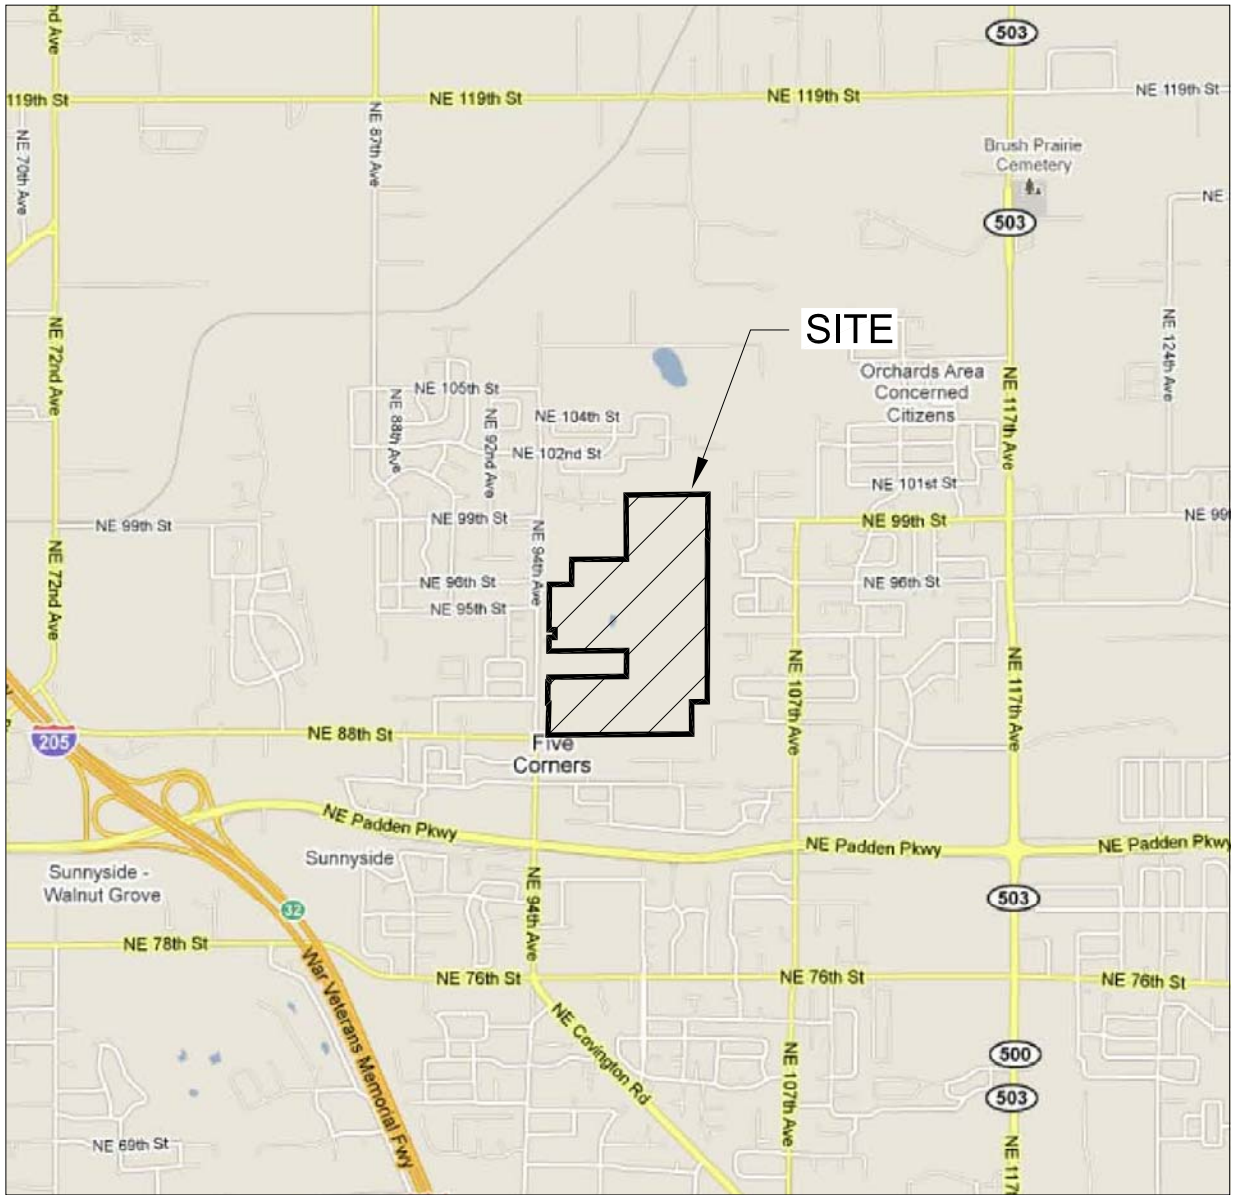 nd Ave
503
119th St
NE 119th St
NE 119th St
NE 119th St
NE 70th Ave
NE 87th Ave
Brush Prairie
Cemetery
503
NE
NE 72nd Ave
SITE
NE 124th Ave
Orchards Area
Concerned
Citizens
NE 105th St
NE 88th Ave
NE 92nd Ave
NE 104th St
NE 117th Ave
NE 102nd St
NE 101st St
NE 99th St
NE 99th St
NE 99th St
NE 99t
NE 94th Ave
NE 72nd Ave
NE 96th St
NE 96th St
NE 95th St
NE 107th Ave
NE 117th Ave
205
NE 88th St
Five
Corners
NE Padden Pkwy
NE Padden Pkwy
NE Padden Pkwy
Sunnyside
Sunnyside -
Walnut Grove
NE 94th Ave
503
32
NE 78th St
War Veterans Memorial Fwy
NE 76th St
NE 76th St
NE 76th St
NE Covington Rd
NE 107th Ave
500
503
NE 69th St
NE 117t